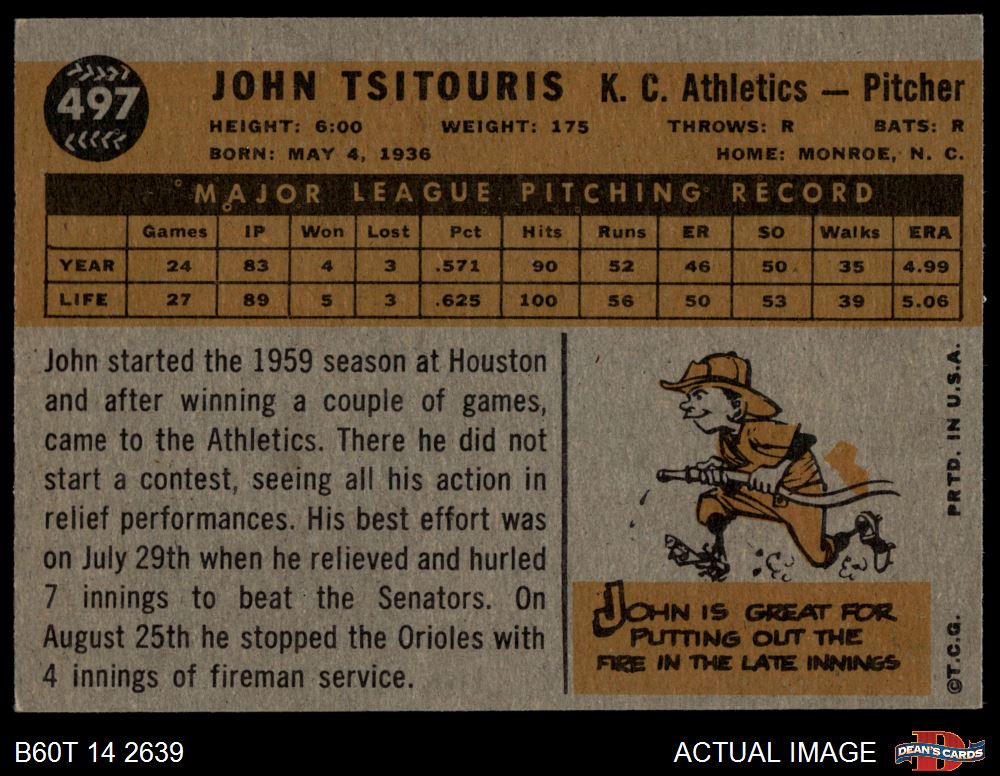 497
JOHN TSITOURIS K. C. Athletics — Pitcher
HEIGHT: 6:00 WEIGHT: 175 THROWS: R BATS: R
BORN: MAY 4, 1936 HOME: MONROE, N. C.
MAJOR LEAGUE PITCHING RECORD
Games IP Won Lost Pct Hits Runs ER SO Walks ERA
YEAR 24 83 4 3 .571 90 52 46 50 35 4.99
LIFE 27 89 5 3 .625 100 56 50 53 39 5.06
John started the 1959 season at Houston
and after winning a couple of games,
came to the Athletics. There he did not
start a contest, seeing all his action in
relief performances. His best effort was
on July 29th when he relieved and hurled
7 innings to beat the Senators. On
August 25th he stopped the Orioles with
4 innings of fireman service.
JOHN IS GREAT FOR
PUTTING OUT THE
FIRE IN THE LATE INNINGS
©T.C.G. PRTD. IN U.S.A.
B60T 14 2639 ACTUAL IMAGE DEAN'S CARDS